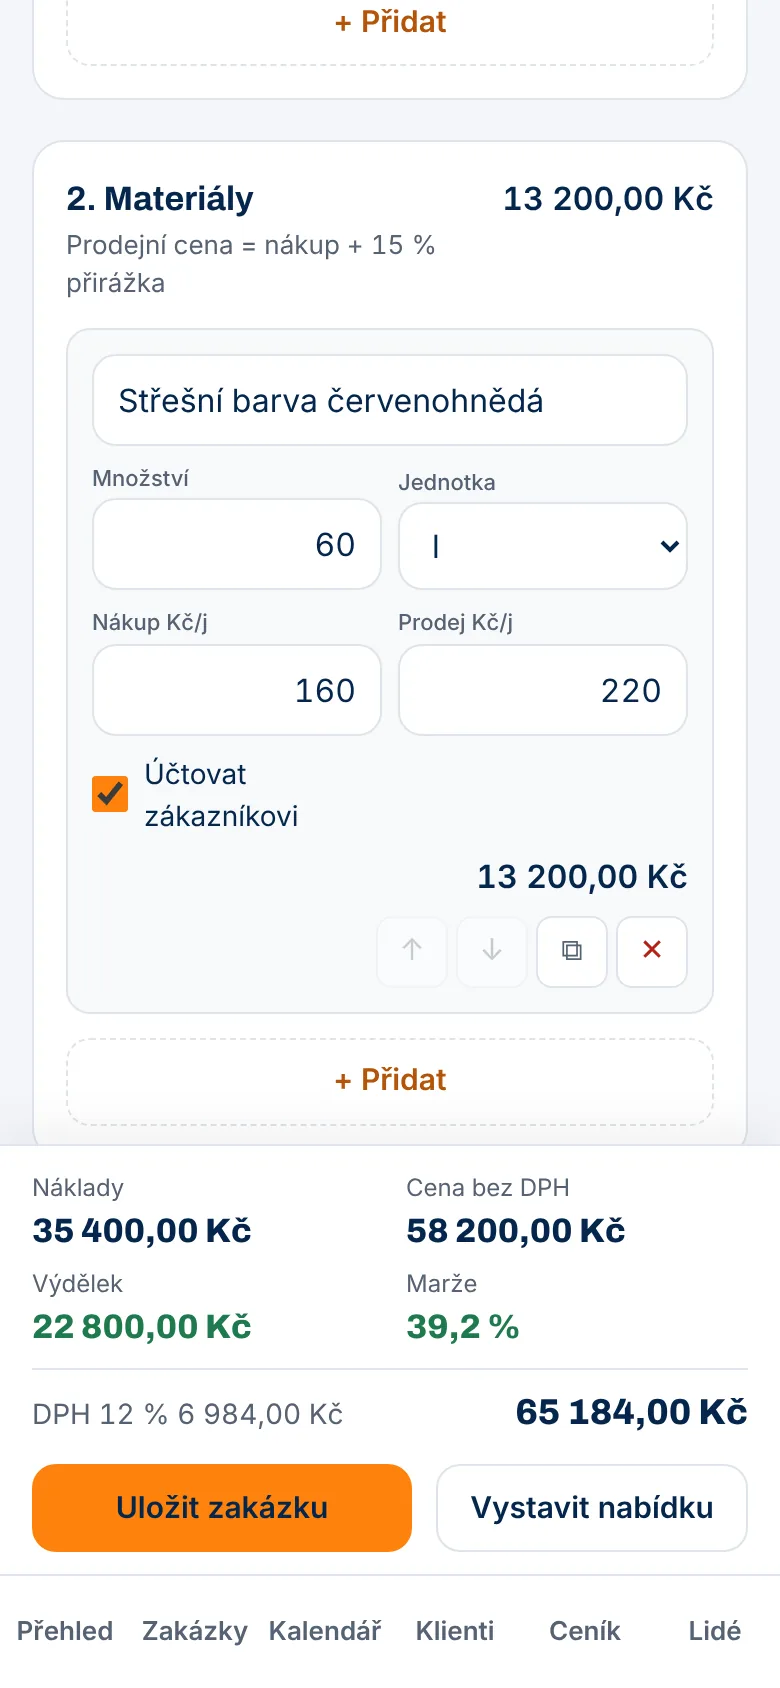 + Přidat
2. Materiály 13 200,00 Kč
Prodejní cena = nákup + 15 %
přirážka
Střešní barva červenohnědá
Množství Jednotka
60 l
Nákup Kč/j Prodej Kč/j
160 220
Účtovat
zákazníkovi
13 200,00 Kč
+ Přidat
Náklady Cena bez DPH
35 400,00 Kč 58 200,00 Kč
Výdělek Marže
22 800,00 Kč 39,2 %
DPH 12 % 6 984,00 Kč 65 184,00 Kč
Uložit zakázku Vystavit nabídku
Přehled Zakázky Kalendář Klienti Ceník Lidé